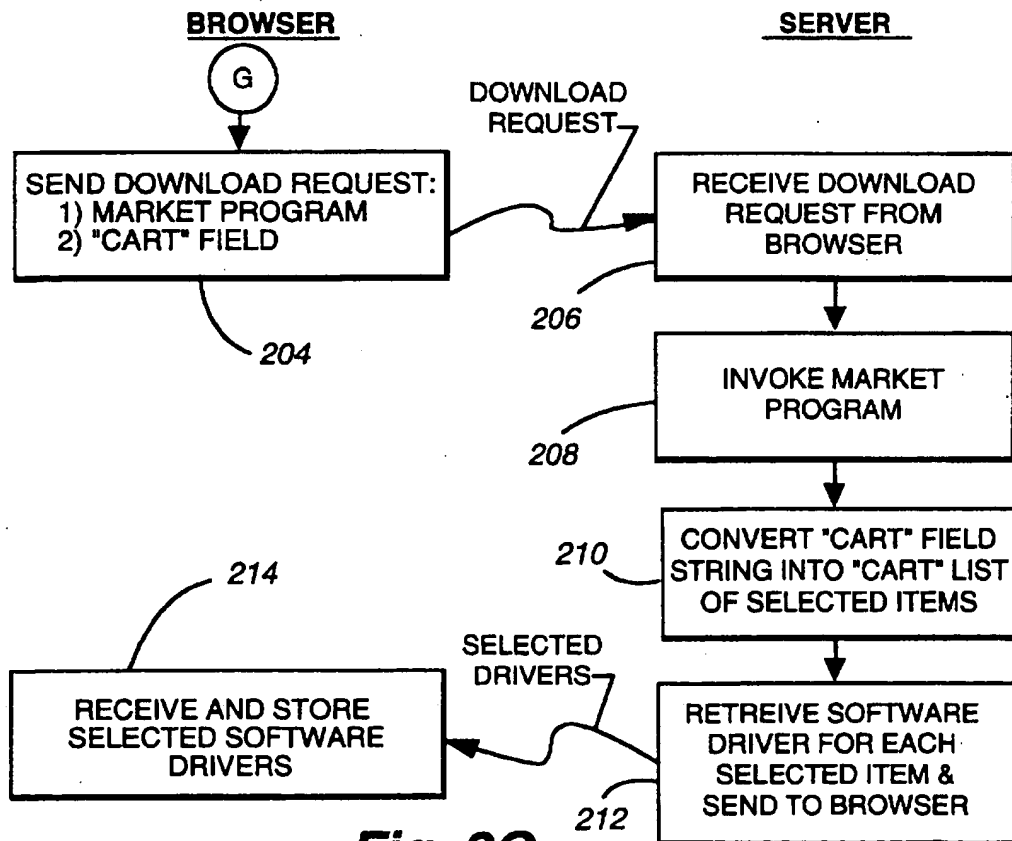 BROWSER
SERVER
G
DOWNLOAD
REQUEST
SEND DOWNLOAD REQUEST:
1) MARKET PROGRAM
2) "CART" FIELD
RECEIVE DOWNLOAD
REQUEST FROM
BROWSER
204
206
INVOKE MARKET
PROGRAM
208
CONVERT "CART" FIELD
STRING INTO "CART" LIST
OF SELECTED ITEMS
210
214
SELECTED
DRIVERS
RECEIVE AND STORE
SELECTED SOFTWARE
DRIVERS
RETREIVE SOFTWARE
DRIVER FOR EACH
SELECTED ITEM &
SEND TO BROWSER
212